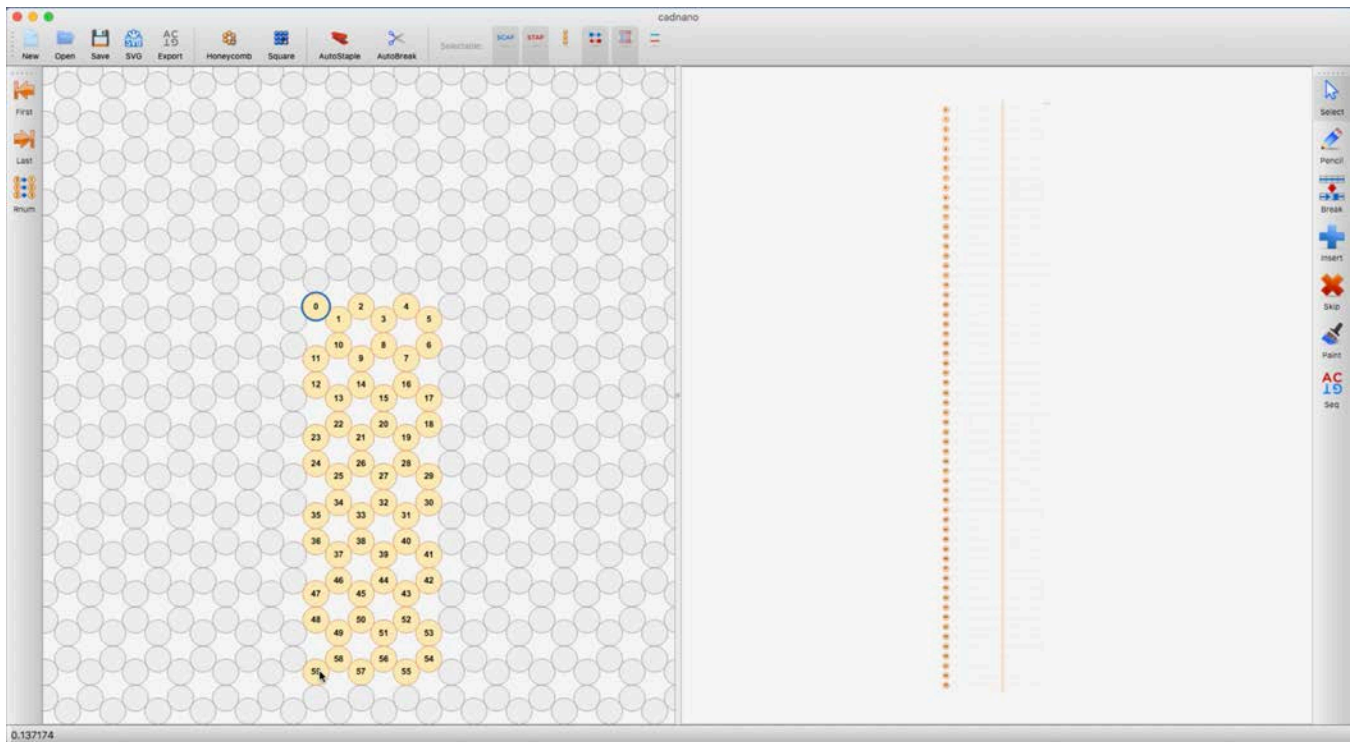 cadnano
New Open Save SVG Export Honeycomb Square AutoStaple AutoBreak Selectable: SCAF STAP
First
Last
Rnum
Select
Pencil
Break
Insert
Skip
Paint
AC
Seq
0 2 4
1 3 5
10 8 6
11 9 7
12 14 16
13 15 17
22 20 18
23 21 19
24 26 28
25 27 29
34 32 30
35 33 31
36 38 40
37 39 41
46 44 42
47 45 43
48 50 52
49 51 53
58 56 54
57 55
0.137174